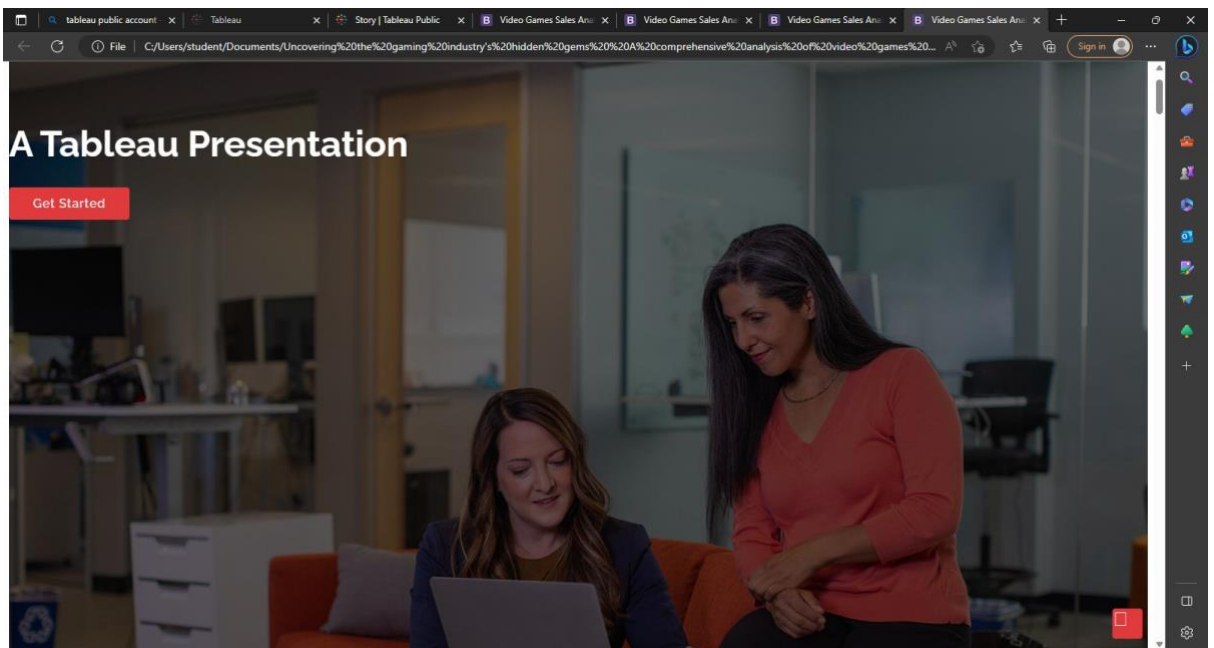 tableau public account -
Tableau
Story | Tableau Public
Video Games Sales Ana
Video Games Sales Ana
Video Games Sales Ana
Video Games Sales Ana
File | C:/Users/student/Documents/Uncovering%20the%20gaming%20industry's%20hidden%20gems%20%20A%20comprehensive%20analysis%20of%20video%20games%20...
Sign in
A Tableau Presentation
Get Started